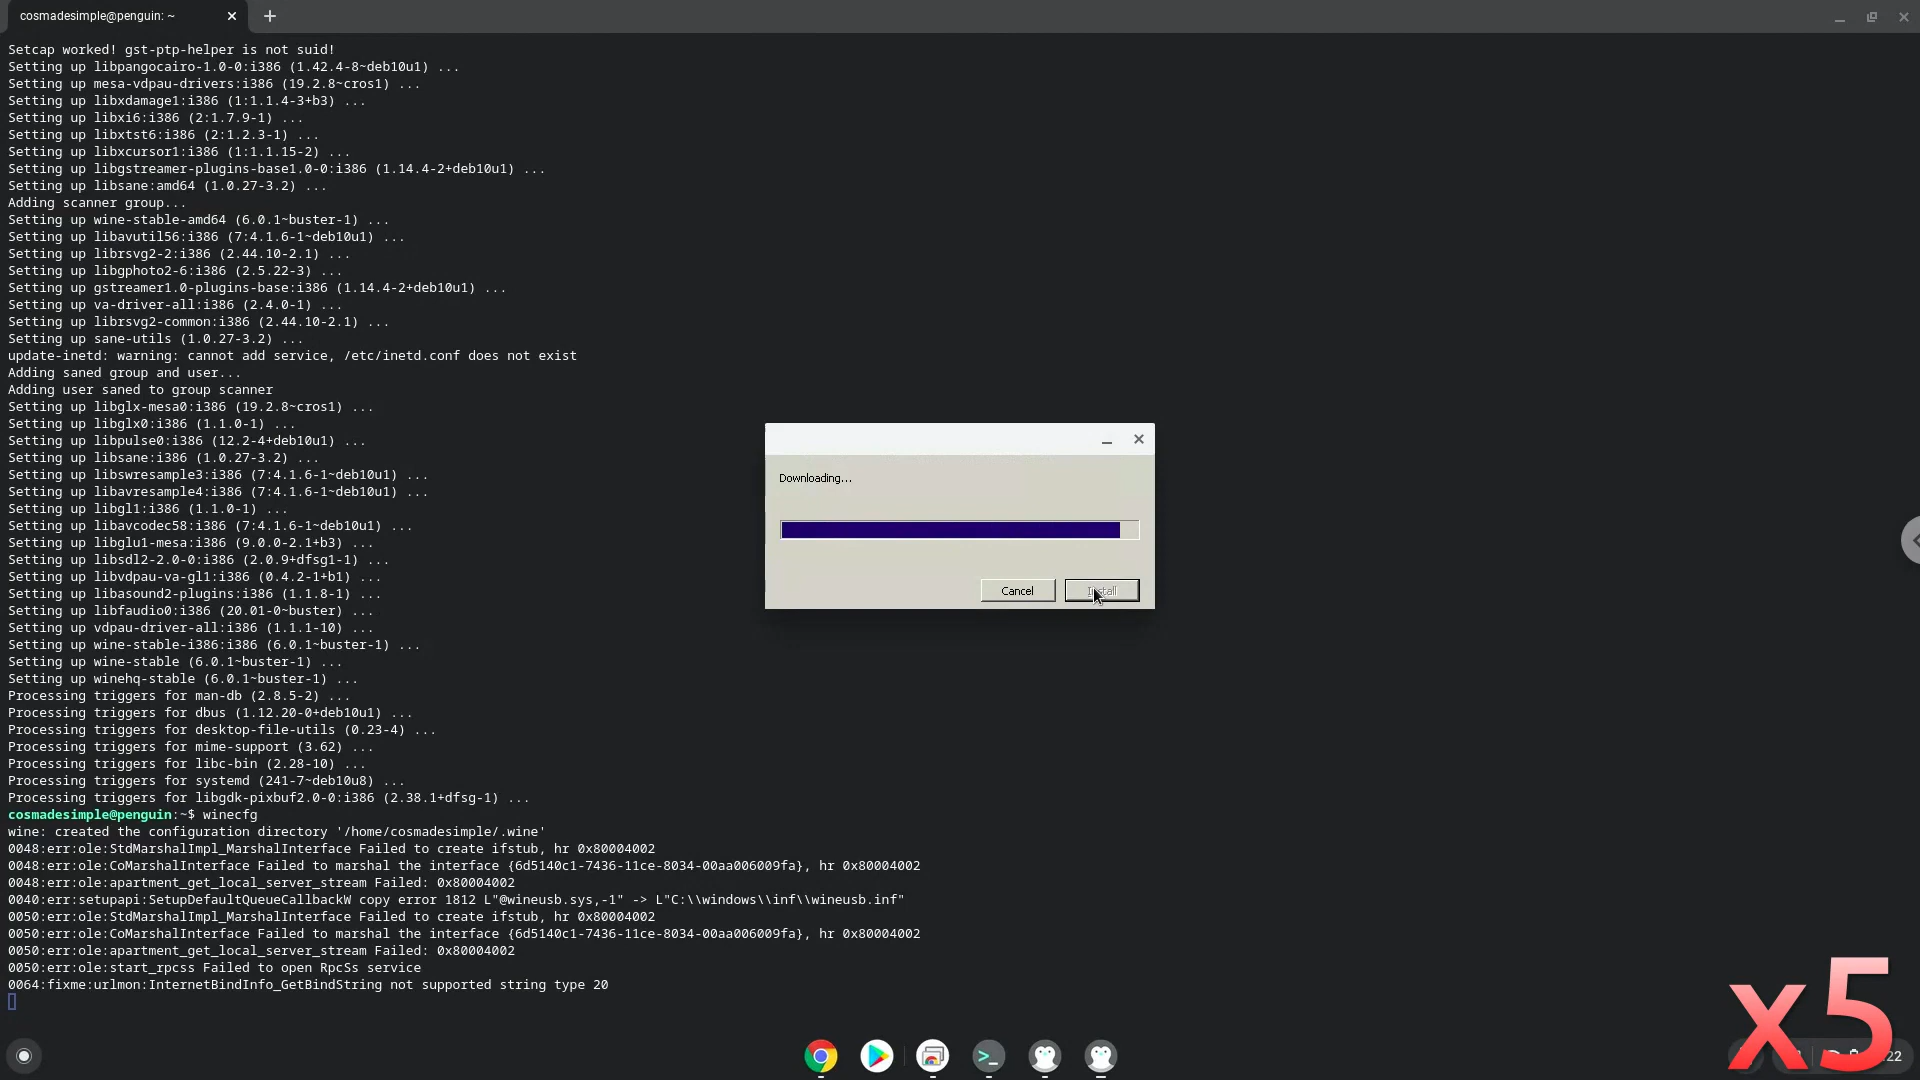 cosmadesimple@penguin: ~
Setcap worked! gst-ptp-helper is not suid!
Setting up libpangocairo-1.0-0:i386 (1.42.4-8~deb10u1) ...
Setting up mesa-vdpau-drivers:i386 (19.2.8~cros1) ...
Setting up libxdamage1:i386 (1:1.1.4-3+b3) ...
Setting up libxi6:i386 (2:1.7.9-1) ...
Setting up libxtst6:i386 (2:1.2.3-1) ...
Setting up libxcursor1:i386 (1:1.1.15-2) ...
Setting up libgstreamer-plugins-base1.0-0:i386 (1.14.4-2+deb10u1) ...
Setting up libsane:amd64 (1.0.27-3.2) ...
Adding scanner group...
Setting up wine-stable-amd64 (6.0.1~buster-1) ...
Setting up libavutil56:i386 (7:4.1.6-1~deb10u1) ...
Setting up librsvg2-2:i386 (2.44.10-2.1) ...
Setting up libgphoto2-6:i386 (2.5.22-3) ...
Setting up gstreamer1.0-plugins-base:i386 (1.14.4-2+deb10u1) ...
Setting up va-driver-all:i386 (2.4.0-1) ...
Setting up librsvg2-common:i386 (2.44.10-2.1) ...
Setting up sane-utils (1.0.27-3.2) ...
update-inetd: warning: cannot add service, /etc/inetd.conf does not exist
Adding saned group and user...
Adding user saned to group scanner
Setting up libglx-mesa0:i386 (19.2.8~cros1) ...
Setting up libglx0:i386 (1.1.0-1) ...
Setting up libpulse0:i386 (12.2-4+deb10u1) ...
Setting up libsane:i386 (1.0.27-3.2) ...
Setting up libswresample3:i386 (7:4.1.6-1~deb10u1) ...
Setting up libavresample4:i386 (7:4.1.6-1~deb10u1) ...
Setting up libgl1:i386 (1.1.0-1) ...
Setting up libavcodec58:i386 (7:4.1.6-1~deb10u1) ...
Setting up libglu1-mesa:i386 (9.0.0-2.1+b3) ...
Setting up libsdl2-2.0-0:i386 (2.0.9+dfsg1-1) ...
Setting up libvdpau-va-gl1:i386 (0.4.2-1+b1) ...
Setting up libasound2-plugins:i386 (1.1.8-1) ...
Setting up libfaudio0:i386 (20.01-0~buster) ...
Setting up vdpau-driver-all:i386 (1.1.1-10) ...
Setting up wine-stable-i386:i386 (6.0.1~buster-1) ...
Setting up wine-stable (6.0.1~buster-1) ...
Setting up winehq-stable (6.0.1~buster-1) ...
Processing triggers for man-db (2.8.5-2) ...
Processing triggers for dbus (1.12.20-0+deb10u1) ...
Processing triggers for desktop-file-utils (0.23-4) ...
Processing triggers for mime-support (3.62) ...
Processing triggers for libc-bin (2.28-10) ...
Processing triggers for systemd (241-7~deb10u8) ...
Processing triggers for libgdk-pixbuf2.0-0:i386 (2.38.1+dfsg-1) ...
cosmadesimple@penguin:~$ winecfg
wine: created the configuration directory '/home/cosmadesimple/.wine'
0048:err:ole:StdMarshalImpl_MarshalInterface Failed to create ifstub, hr 0x80004002
0048:err:ole:CoMarshalInterface Failed to marshal the interface {6d5140c1-7436-11ce-8034-00aa006009fa}, hr 0x80004002
0048:err:ole:apartment_get_local_server_stream Failed: 0x80004002
0040:err:setupapi:SetupDefaultQueueCallbackW copy error 1812 L"@wineusb.sys,-1" -> L"C:\\windows\\inf\\wineusb.inf"
0050:err:ole:StdMarshalImpl_MarshalInterface Failed to create ifstub, hr 0x80004002
0050:err:ole:CoMarshalInterface Failed to marshal the interface {6d5140c1-7436-11ce-8034-00aa006009fa}, hr 0x80004002
0050:err:ole:apartment_get_local_server_stream Failed: 0x80004002
0050:err:ole:start_rpcss Failed to open RpcSs service
0064:fixme:urlmon:InternetBindInfo_GetBindString not supported string type 20
Downloading...
Cancel
x5
22